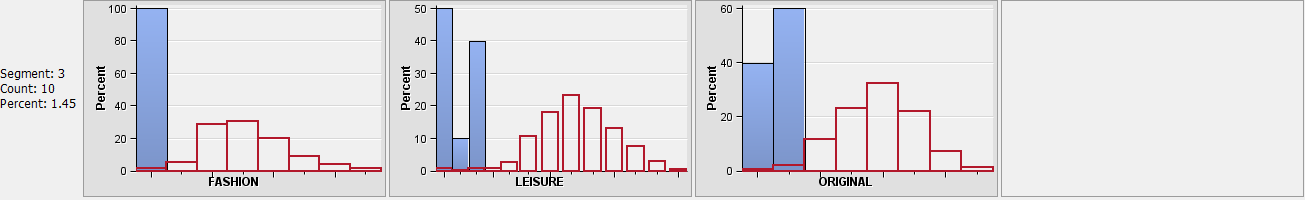 Segment: 3
Count: 10
Percent: 1.45
Percent
100
80
60
40
20
0
FASHION
Percent
50
40
30
20
10
0
LEISURE
Percent
60
40
20
0
ORIGINAL